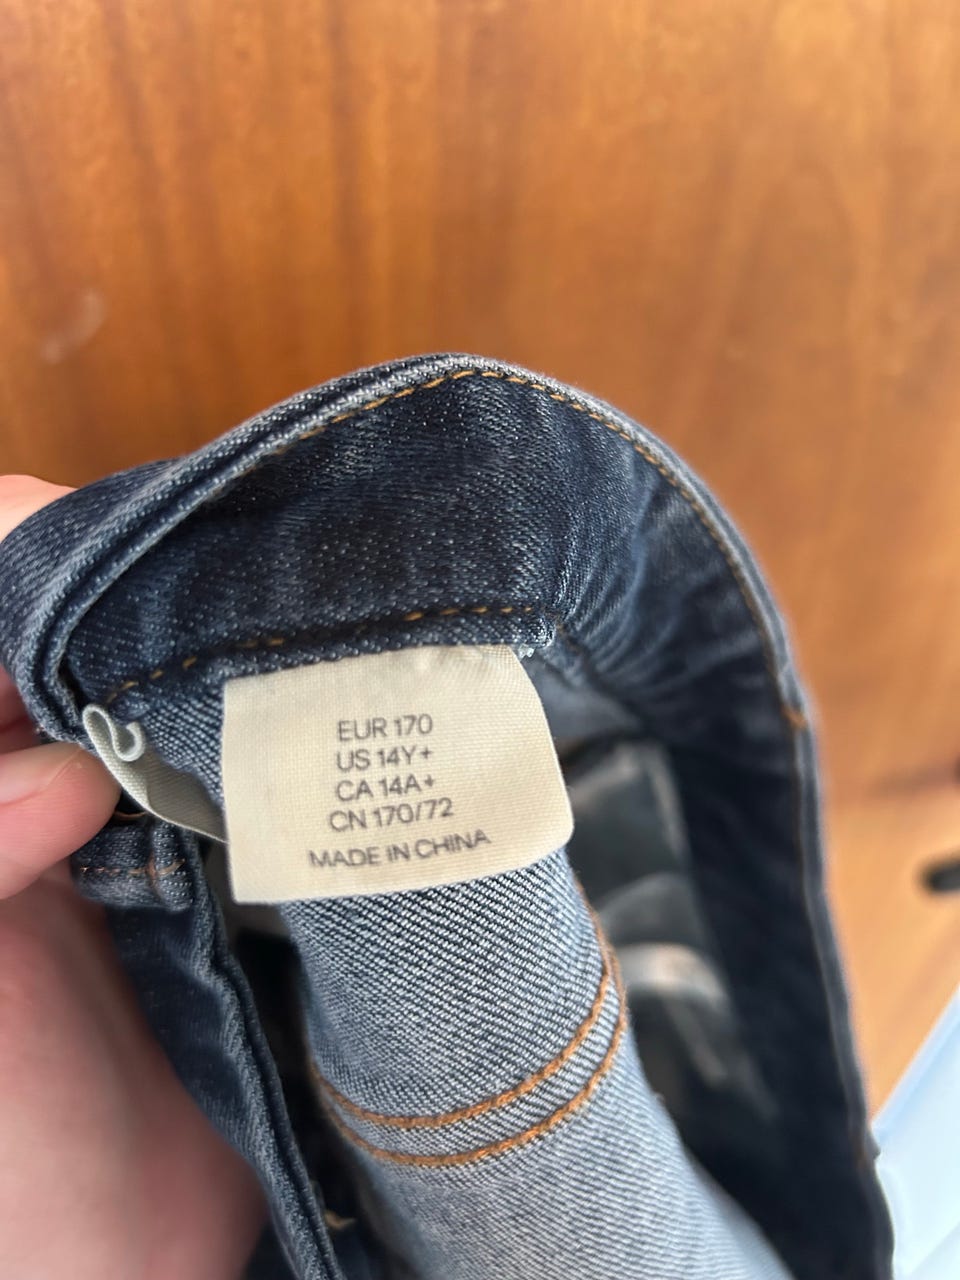 EUR 170
US 14Y+
CA 14A+
CN 170/72
MADE IN CHINA